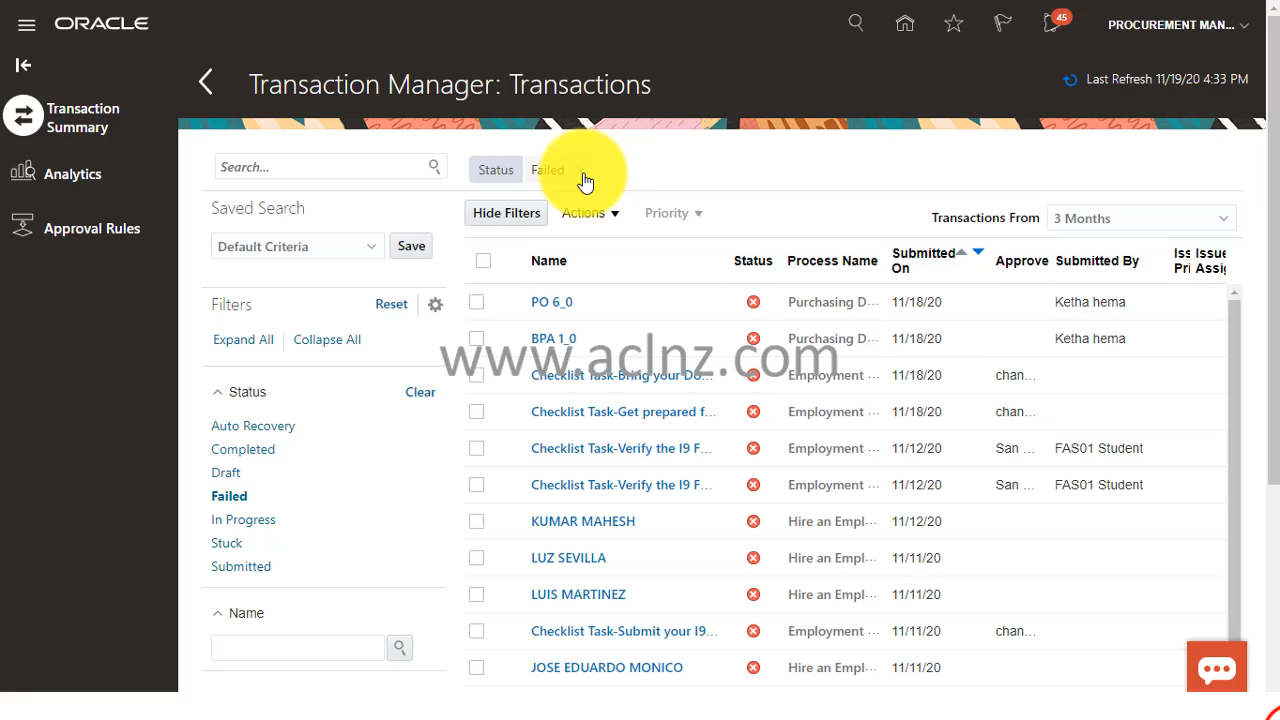 ORACLE
45
PROCUREMENT MAN...
Transaction Manager: Transactions
Last Refresh 11/19/20 4:33 PM
Transaction
Summary
Analytics
Approval Rules
Search...
Status Failed
Saved Search
Hide Filters Actions Priority
Transactions From 3 Months
Default Criteria Save
Name Status Process Name Submitted On Approve Submitted By Iss Pri Issue Assig
Filters Reset
Expand All Collapse All
PO 6_0 Purchasing D... 11/18/20 Ketha hema
BPA 1_0 Purchasing D... 11/18/20 Ketha hema
www.aclnz.com
Checklist Task-Bring your Do... Employment ... 11/18/20 chan...
Status Clear
Checklist Task-Get prepared f... Employment ... 11/18/20 chan...
Auto Recovery
Completed
Checklist Task-Verify the I9 F... Employment ... 11/12/20 San ... FAS01 Student
Draft
Checklist Task-Verify the I9 F... Employment ... 11/12/20 San ... FAS01 Student
Failed
In Progress
KUMAR MAHESH Hire an Empl... 11/12/20
Stuck
LUZ SEVILLA Hire an Empl... 11/11/20
Submitted
LUIS MARTINEZ Hire an Empl... 11/11/20
Name
Checklist Task-Submit your I9... Employment ... 11/11/20 chan...
JOSE EDUARDO MONICO Hire an Empl... 11/11/20